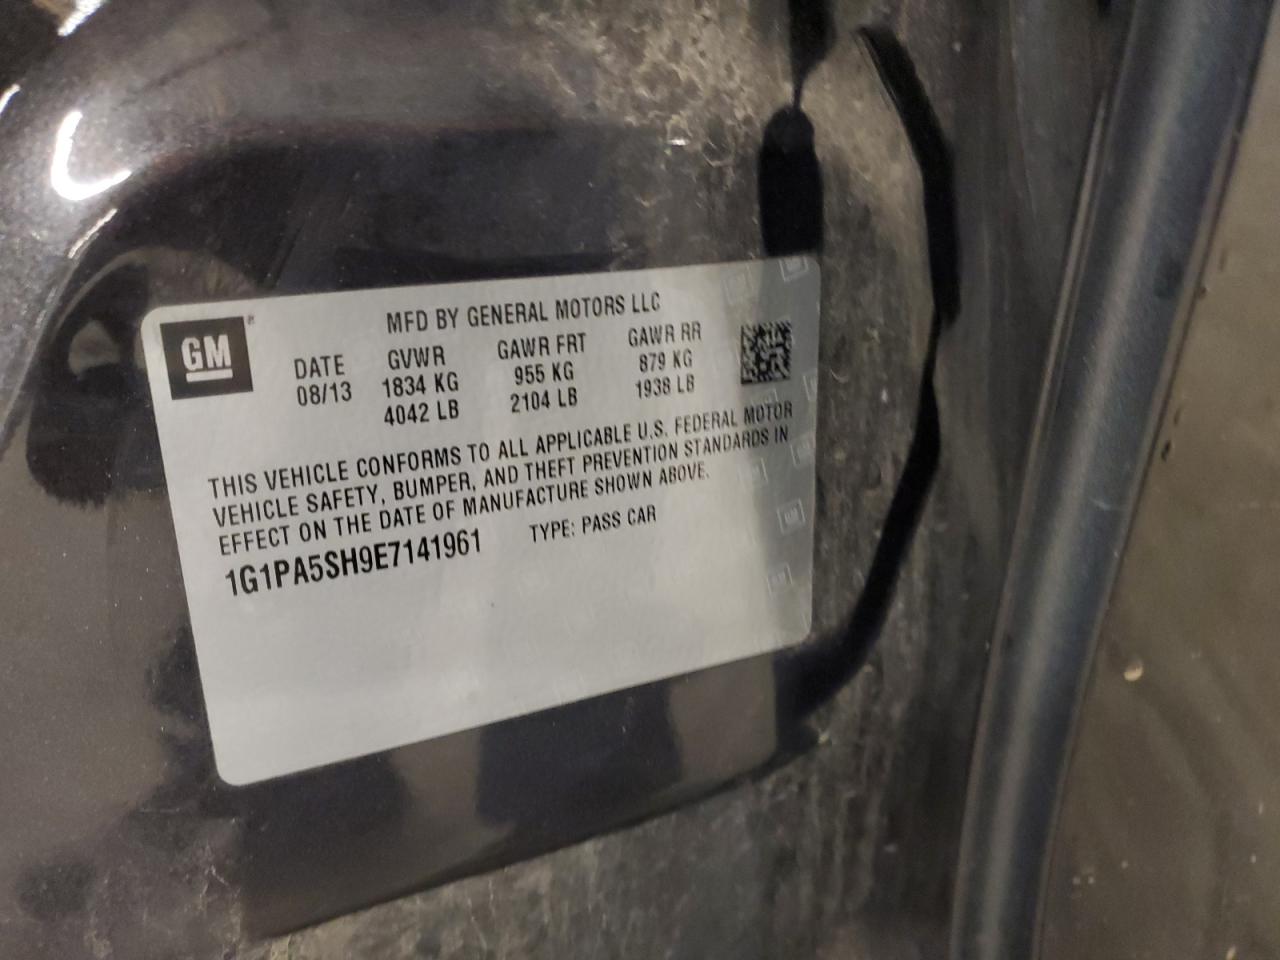 MFD BY GENERAL MOTORS LLC
GM
DATE GVWR GAWR FRT GAWR RR
08/13 1834 KG 955 KG 879 KG
4042 LB 2104 LB 1938 LB
THIS VEHICLE CONFORMS TO ALL APPLICABLE U.S. FEDERAL MOTOR
VEHICLE SAFETY, BUMPER, AND THEFT PREVENTION STANDARDS IN
EFFECT ON THE DATE OF MANUFACTURE SHOWN ABOVE.
1G1PA5SH9E7141961 TYPE: PASS CAR